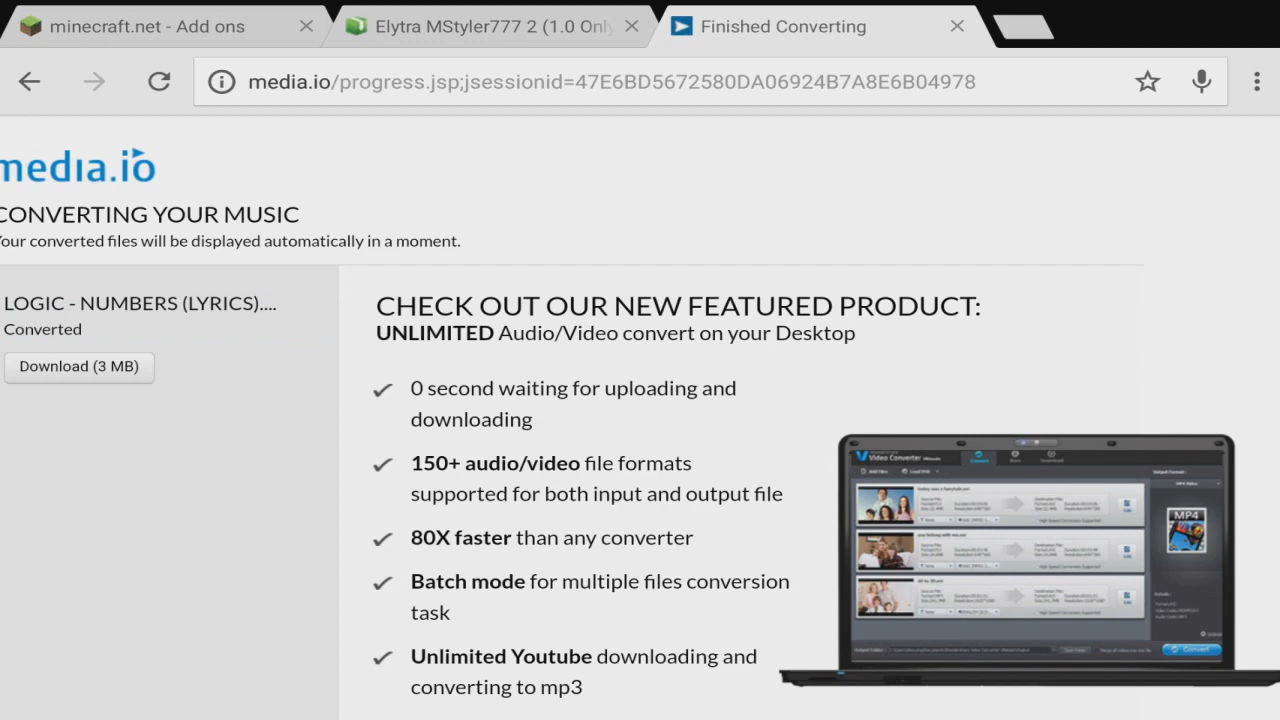 minecraft.net - Add ons
Elytra MStyler777 2 (1.0 Only
Finished Converting
media.io/progress.jsp;jsessionid=47E6BD5672580DA06924B7A8E6B04978
media.io
CONVERTING YOUR MUSIC
Your converted files will be displayed automatically in a moment.
LOGIC - NUMBERS (LYRICS)....
Converted
Download (3 MB)
CHECK OUT OUR NEW FEATURED PRODUCT:
UNLIMITED Audio/Video convert on your Desktop
0 second waiting for uploading and
downloading
150+ audio/video file formats
supported for both input and output file
80X faster than any converter
Batch mode for multiple files conversion
task
Unlimited Youtube downloading and
converting to mp3
Video Converter
Convert
MP4
Convert